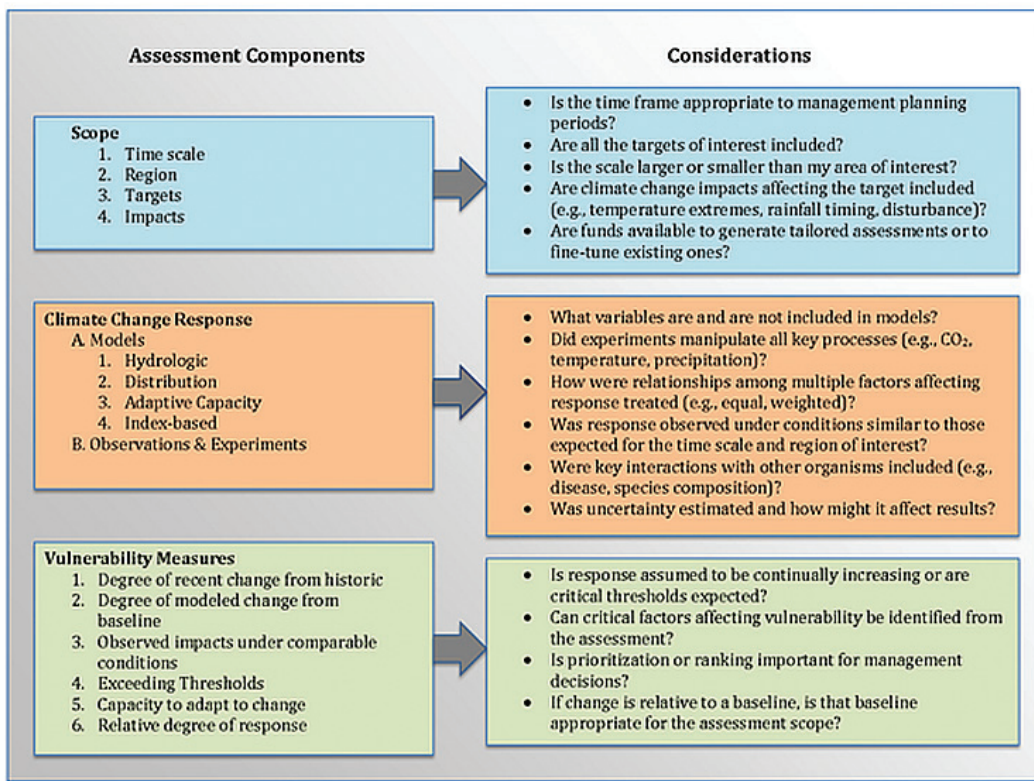 Assessment Components
Considerations
Scope
1. Time scale
2. Region
3. Targets
4. Impacts
• Is the time frame appropriate to management planning
periods?
• Are all the targets of interest included?
• Is the scale larger or smaller than my area of interest?
• Are climate change impacts affecting the target included
(e.g., temperature extremes, rainfall timing, disturbance)?
• Are funds available to generate tailored assessments or to
fine-tune existing ones?
Climate Change Response
A. Models
1. Hydrologic
2. Distribution
3. Adaptive Capacity
4. Index-based
B. Observations & Experiments
• What variables are and are not included in models?
• Did experiments manipulate all key processes (e.g., CO₂,
temperature, precipitation)?
• How were relationships among multiple factors affecting
response treated (e.g., equal, weighted)?
• Was response observed under conditions similar to those
expected for the time scale and region of interest?
• Were key interactions with other organisms included (e.g.,
disease, species composition)?
• Was uncertainty estimated and how might it affect results?
Vulnerability Measures
1. Degree of recent change from historic
2. Degree of modeled change from
baseline
3. Observed impacts under comparable
conditions
4. Exceeding Thresholds
5. Capacity to adapt to change
6. Relative degree of response
• Is response assumed to be continually increasing or are
critical thresholds expected?
• Can critical factors affecting vulnerability be identified from
the assessment?
• Is prioritization or ranking important for management
decisions?
• If change is relative to a baseline, is that baseline
appropriate for the assessment scope?